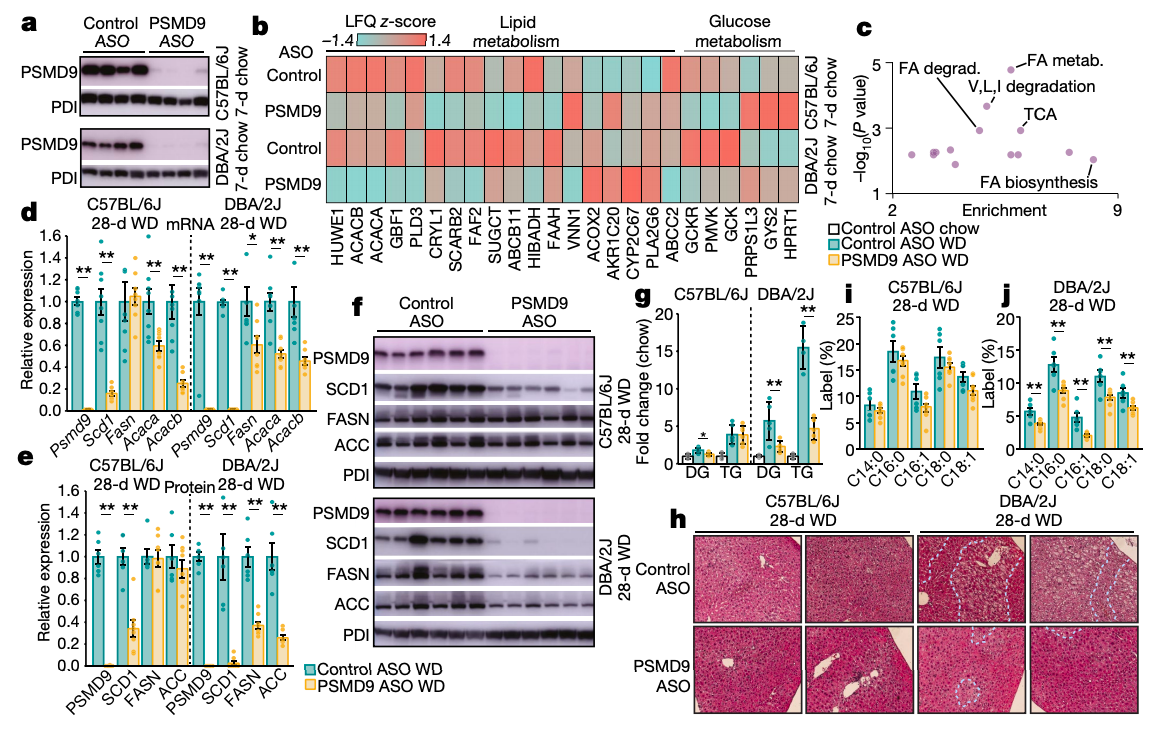 a
Control
ASO
PSMD9
ASO
PSMD9
PDI
C57BL/6J
7-d chow
PSMD9
PDI
DBA/2J
7-d chow
b
LFQ z-score
−1.4
1.4
Lipid
metabolism
Glucose
metabolism
ASO
Control
PSMD9
Control
PSMD9
C57BL/6J
7-d chow
DBA/2J
7-d chow
HUWE1
ACACB
ACACA
GBF1
PLD3
CRYL1
SCARB2
FAF2
SUGCT
ABCB11
HIBADH
FAAH
VNN1
ACOX2
AKR1C20
CYP2C67
PLA2G6
ABCC2
GCKR
PMVK
GCK
PRPS1L3
GYS2
HPRT1
c
5
3
1
−log10(P value)
FA degrad.
FA metab.
V,L,I degradation
TCA
FA biosynthesis
2
Enrichment
9
Control ASO chow
Control ASO WD
PSMD9 ASO WD
d
C57BL/6J
28-d WD
mRNA
DBA/2J
28-d WD
Relative expression
1.6
1.4
1.2
1.0
0.8
0.6
0.4
0.2
0.0
** ** ** ** ** ** * ** **
Psmd9
Scd1
Fasn
Acaca
Acacb
Psmd9
Scd1
Fasn
Acaca
Acacb
e
C57BL/6J
28-d WD
Protein
DBA/2J
28-d WD
Relative expression
1.6
1.4
1.2
1.0
0.8
0.6
0.4
0.2
0.0
** ** ** ** ** **
PSMD9
SCD1
FASN
ACC
PSMD9
SCD1
FASN
ACC
Control ASO WD
PSMD9 ASO WD
f
Control
ASO
PSMD9
ASO
PSMD9
SCD1
FASN
ACC
PDI
C57BL/6J
28-d WD
PSMD9
SCD1
FASN
ACC
PDI
DBA/2J
28-d WD
g
C57BL/6J
DBA/2J
Fold change (chow)
20
15
10
5
0
* ** **
DG
TG
DG
TG
i
C57BL/6J
28-d WD
Label (%)
25
20
15
10
5
0
C14:0
C16:0
C16:1
C18:0
C18:1
j
DBA/2J
28-d WD
Label (%)
20
15
10
5
0
** ** ** ** **
C14:0
C16:0
C16:1
C18:0
C18:1
h
C57BL/6J
28-d WD
DBA/2J
28-d WD
Control
ASO
PSMD9
ASO